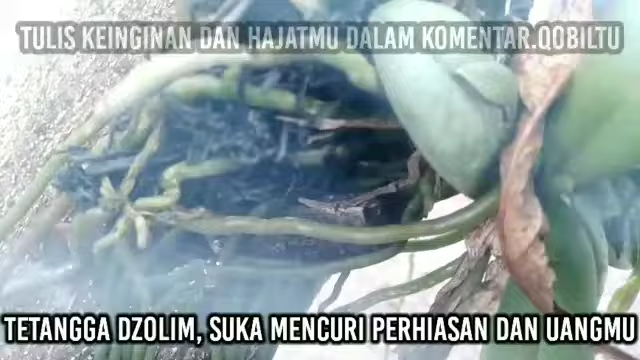 TULIS KEINGINAN DAN HAJATMU DALAM KOMENTAR.QOBILTU
TETANGGA DZOLIM, SUKA MENCURI PERHIASAN DAN UANGMU